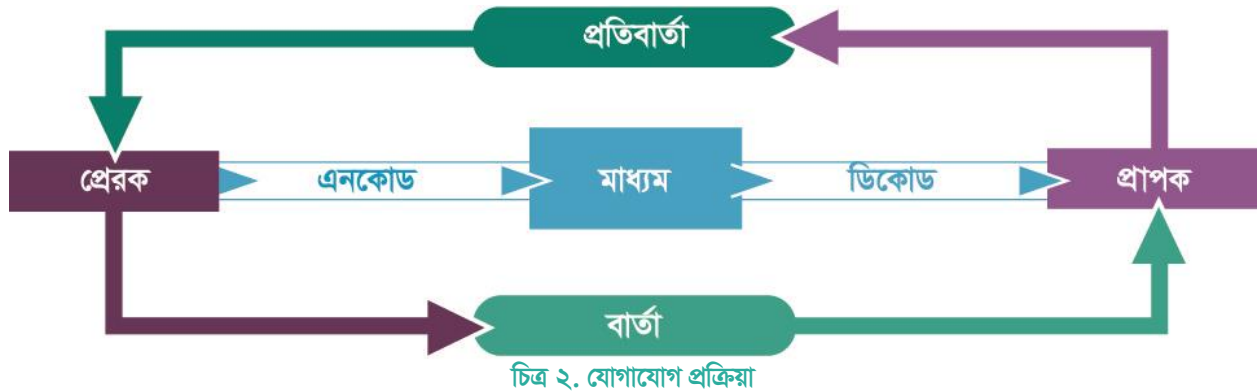 প্রতিবার্তা
প্রেরক
এনকোড
মাধ্যম
ডিকোড
প্রাপক
বার্তা
চিত্র ২. যোগাযোগ প্রক্রিয়া